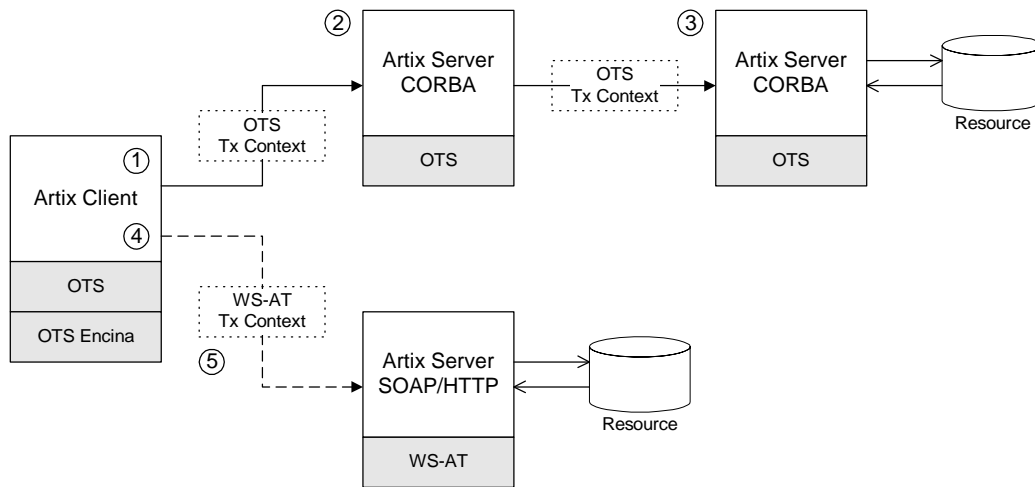 ②
Artix Server
CORBA
OTS
③
Artix Server
CORBA
OTS
OTS
Tx Context
Resource
OTS
Tx Context
①
Artix Client
④
OTS
OTS Encina
WS-AT
Tx Context
⑤
Artix Server
SOAP/HTTP
WS-AT
Resource